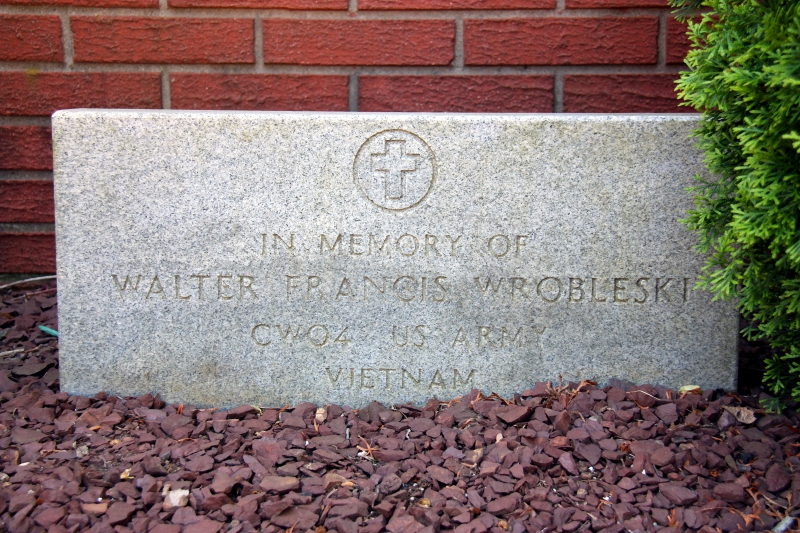 IN MEMORY OF
WALTER FRANCIS WROBLESKI
CWO4 US ARMY
VIETNAM